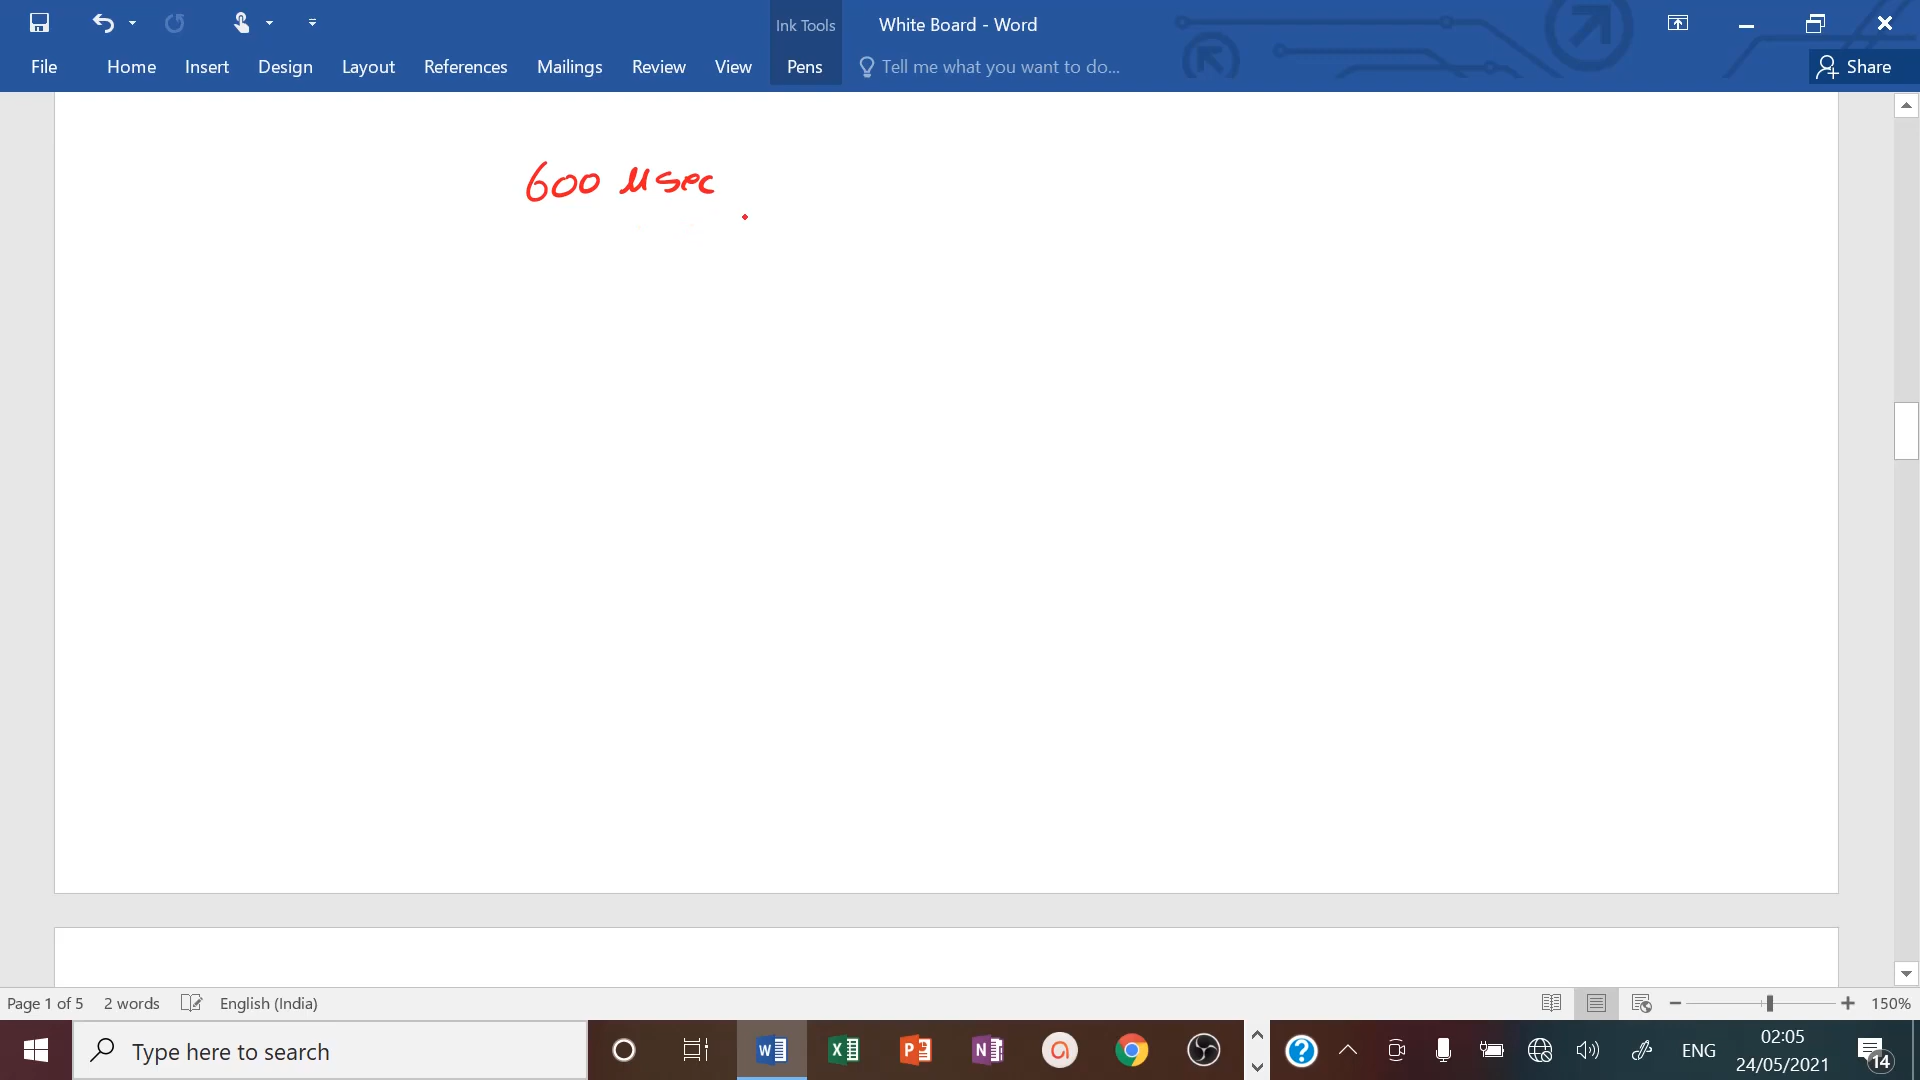 Ink Tools
White Board - Word
File Home Insert Design Layout References Mailings Review View Pens Tell me what you want to do... Share
600 μsec
Page 1 of 5 2 words English (India) 150%
Type here to search
ENG
02:05
24/05/2021
14